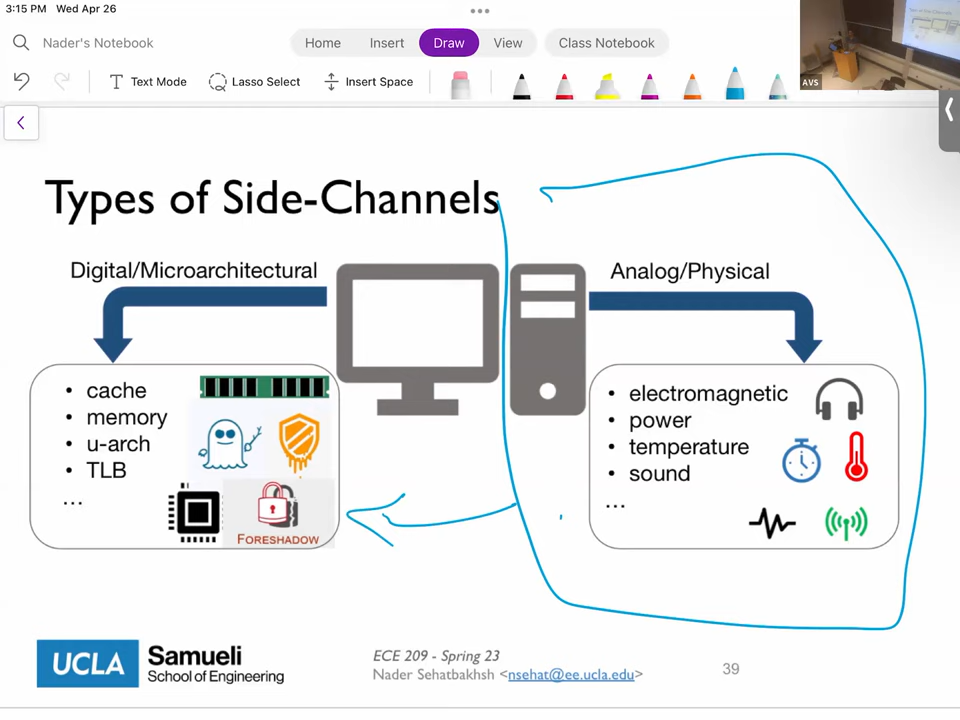 3:15 PM Wed Apr 26
Nader's Notebook
Home Insert Draw View Class Notebook
Text Mode Lasso Select Insert Space
AVS
Types of Side-Channels
Digital/Microarchitectural
• cache
• memory
• u-arch
• TLB
...
FORESHADOW
Analog/Physical
• electromagnetic
• power
• temperature
• sound
...
UCLA Samueli
School of Engineering
ECE 209 - Spring 23
Nader Sehatbakhsh <nsehat@ee.ucla.edu>
39